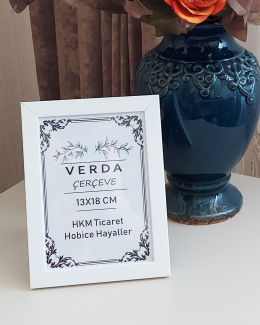 VERDA
ÇERÇEVE
13X18 CM
HKM Ticaret
Hobice Hayaller